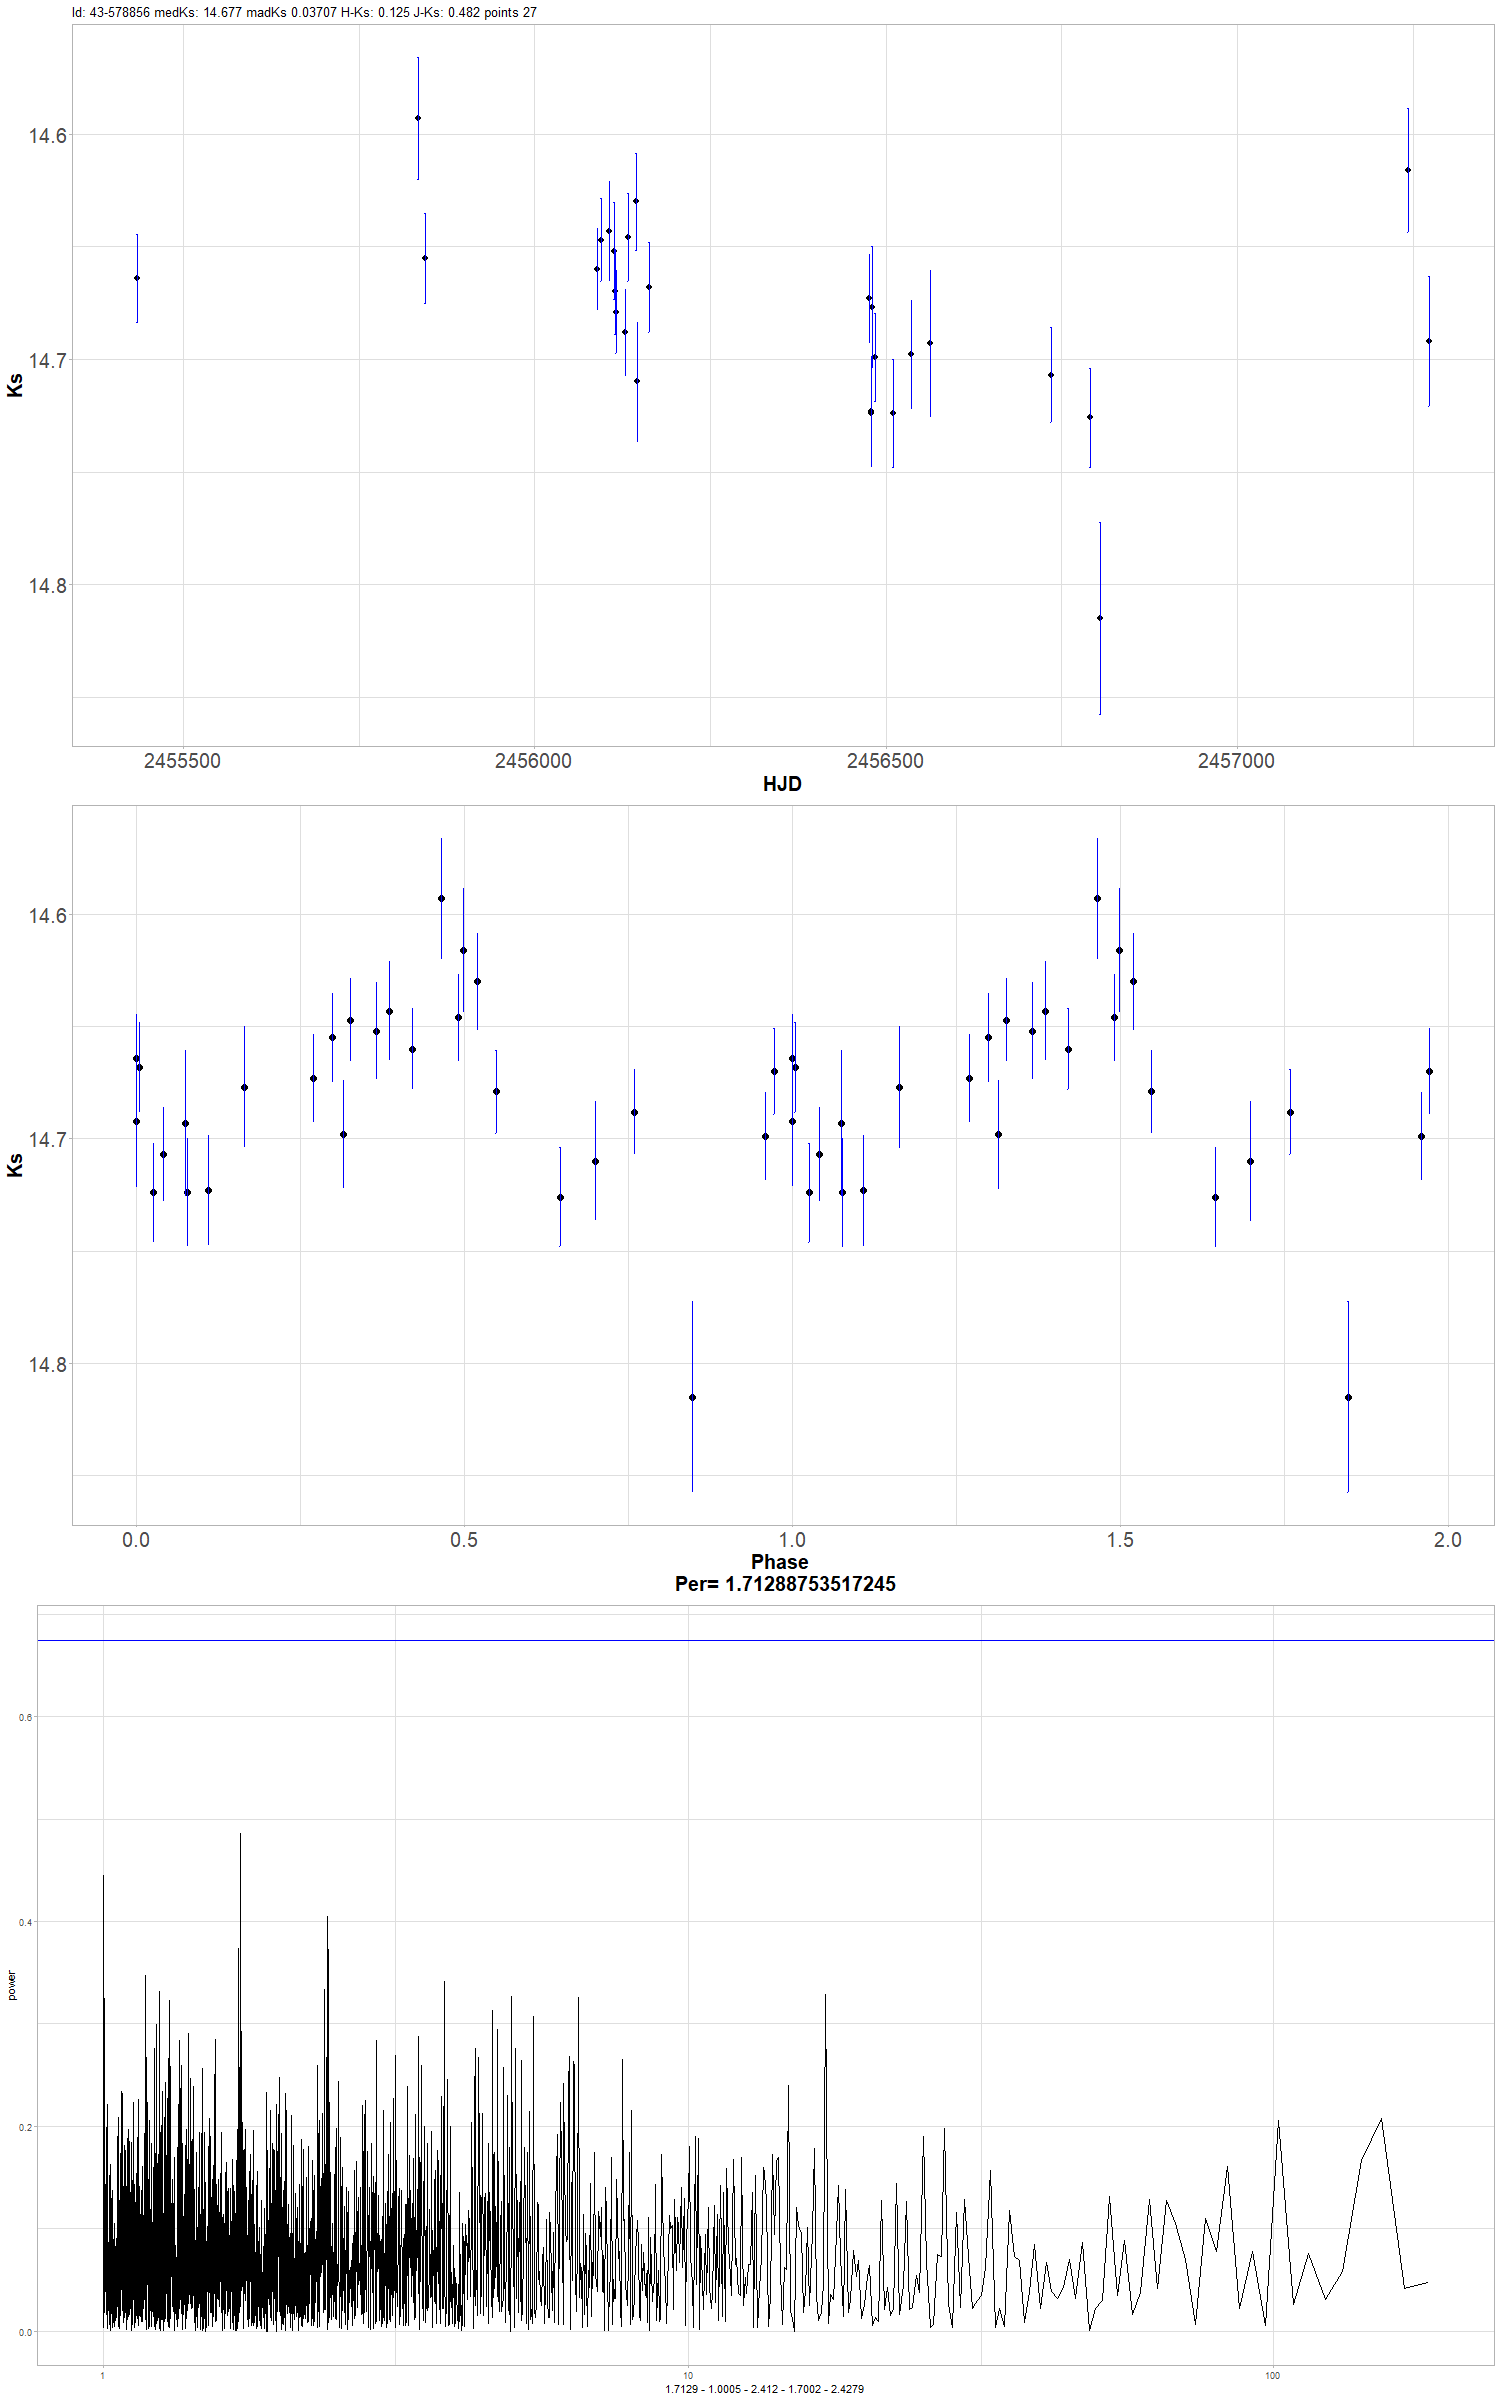 Id: 43-578856 medKs: 14.677 madKs 0.03707 H-Ks: 0.125 J-Ks: 0.482 points 27
14.6
14.7
14.8
Ks
2455500 2456000 2456500 2457000
HJD
14.6
14.7
14.8
Ks
0.0 0.5 1.0 1.5 2.0
Phase
Per= 1.71288753517245
0.6
0.4
0.2
0.0
power
1 10 100
1.7129 - 1.0005 - 2.412 - 1.7002 - 2.4279